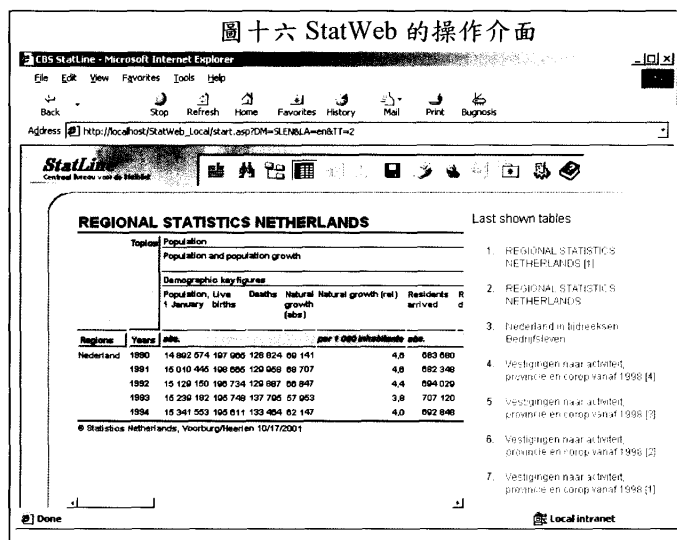 圖十六 StatWeb 的操作介面
CBS StatLine - Microsoft Internet Explorer
File Edit View Favorites Tools Help
Back Stop Refresh Home Favorites History Mail Print Bugnosis
Address http://localhost/StatWeb_Local/start.asp?DM=SLEN&LA=en&TT=2
StatLine
Centraal Bureau voor de Statistiek
REGIONAL STATISTICS NETHERLANDS
Topics Population
Population and population growth
Demographic key figures
Population, Live Deaths Natural Natural growth (rel) Residents R
1 January births growth arrived d
(abs)
Regions Years abs. per 1 000 inhabitants abs.
Nederland 1990 14 892 574 197 965 128 824 69 141 4,6 683 680
1991 15 010 445 198 665 129 958 68 707 4,6 682 348
1992 15 129 150 196 734 129 887 66 847 4,4 694 029
1993 15 239 182 195 748 137 795 57 953 3,8 707 120
1994 15 341 553 195 611 133 464 62 147 4,0 692 848
© Statistics Netherlands, Voorburg/Heerlen 10/17/2001
Last shown tables
1. REGIONAL STATISTICS
NETHERLANDS [1]
2. REGIONAL STATISTICS
NETHERLANDS
3. Nederland in tijdreeksen
Bedrijfsleven
4. Vestigingen naar activiteit,
provincie en corop vanaf 1998 [4]
5. Vestigingen naar activiteit,
provincie en corop vanaf 1998 [3]
6. Vestigingen naar activiteit,
provincie en corop vanaf 1998 [2]
7. Vestigingen naar activiteit,
provincie en corop vanaf 1998 [1]
Done Local intranet